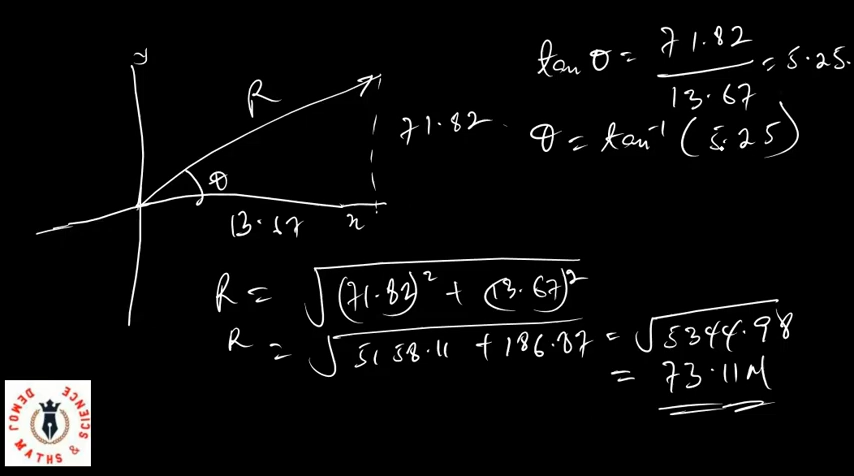 y
R
θ
71.82
13.67
x
tan θ = 71.82 / 13.67 = 5.25.
θ = tan⁻¹ (5.25)
R = √(71.82)² + (13.67)²
R = √5158.11 + 186.87 = √5344.98
= 73.11M
DEMOJ MATHS & SCIENCE